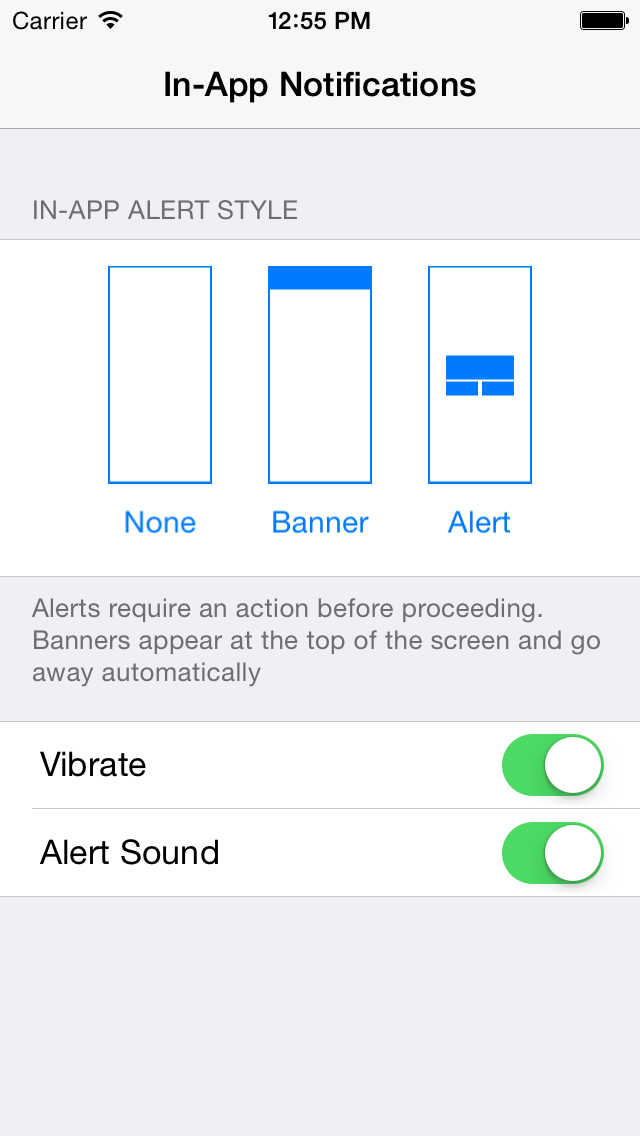 Carrier 12:55 PM
In-App Notifications
IN-APP ALERT STYLE
None Banner Alert
Alerts require an action before proceeding.
Banners appear at the top of the screen and go
away automatically
Vibrate
Alert Sound